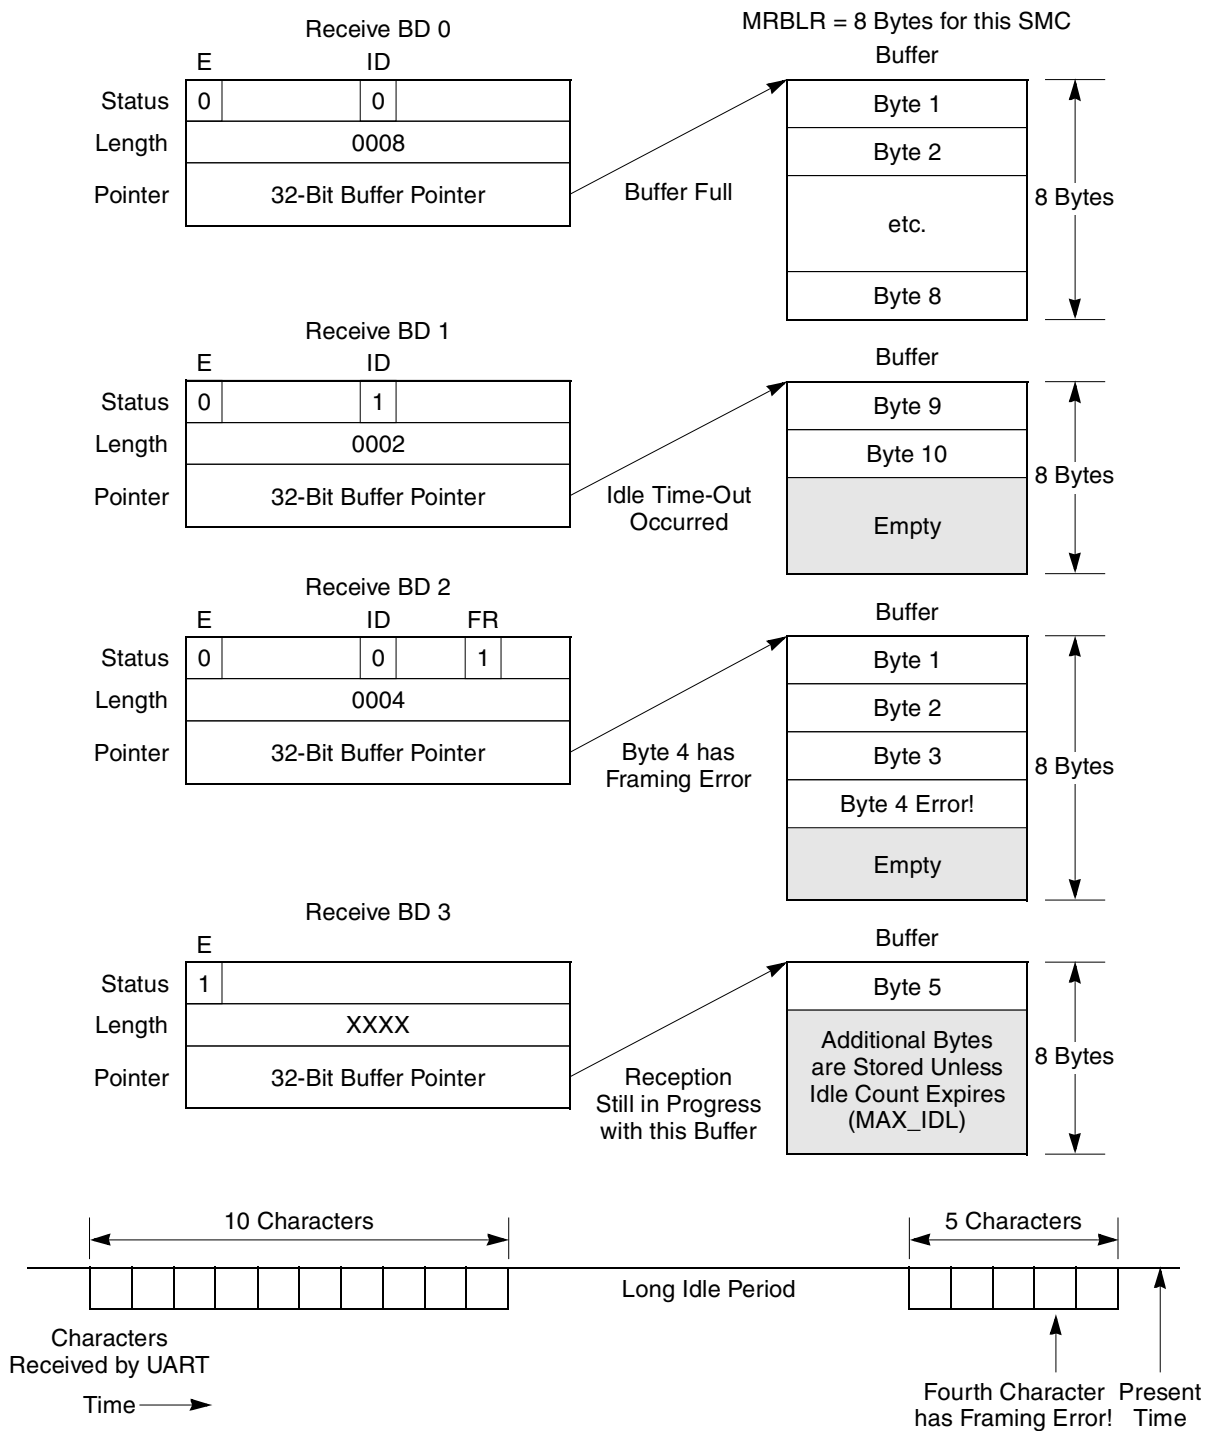 MRBLR = 8 Bytes for this SMC
Receive BD 0
Buffer
E ID
Status 0 0
Byte 1
Length 0008
Byte 2
Pointer 32-Bit Buffer Pointer
Buffer Full
etc.
8 Bytes
Byte 8
Receive BD 1
Buffer
E ID
Status 0 1
Byte 9
Length 0002
Byte 10
Pointer 32-Bit Buffer Pointer
Idle Time-Out
Occurred
Empty
8 Bytes
Receive BD 2
Buffer
E ID FR
Status 0 0 1
Byte 1
Length 0004
Byte 2
Pointer 32-Bit Buffer Pointer
Byte 4 has
Framing Error
Byte 3
8 Bytes
Byte 4 Error!
Empty
Receive BD 3
Buffer
E
Status 1
Byte 5
Length XXXX
Pointer 32-Bit Buffer Pointer
Reception
Still in Progress
with this Buffer
Additional Bytes
are Stored Unless
Idle Count Expires
(MAX_IDL)
8 Bytes
10 Characters
5 Characters
Long Idle Period
Characters
Received by UART
Time
Fourth Character
has Framing Error!
Present
Time